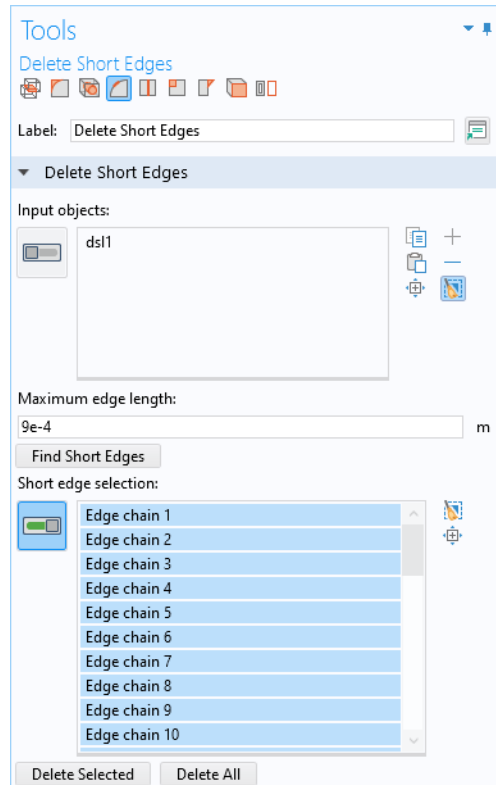 Tools
Delete Short Edges
Label: Delete Short Edges
Delete Short Edges
Input objects:
dsl1
Maximum edge length:
9e-4 m
Find Short Edges
Short edge selection:
Edge chain 1
Edge chain 2
Edge chain 3
Edge chain 4
Edge chain 5
Edge chain 6
Edge chain 7
Edge chain 8
Edge chain 9
Edge chain 10
Delete Selected Delete All